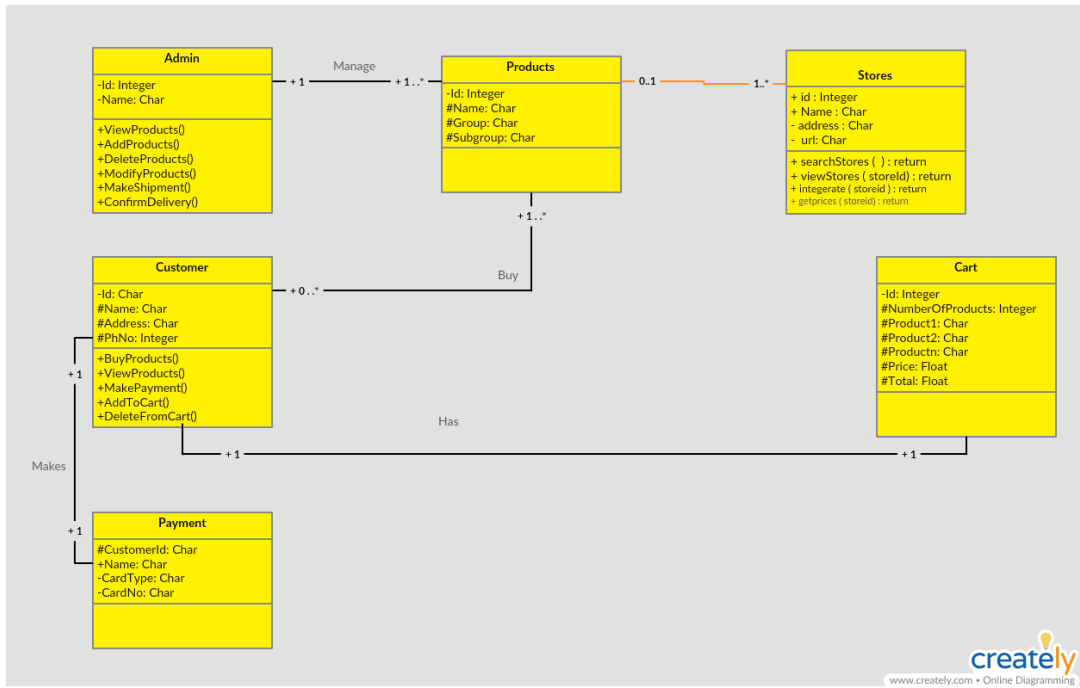 Admin
-Id: Integer
-Name: Char
+ViewProducts()
+AddProducts()
+DeleteProducts()
+ModifyProducts()
+MakeShipment()
+ConfirmDelivery()
+ 1
Manage
+ 1 . . *
Products
-Id: Integer
#Name: Char
#Group: Char
#Subgroup: Char
0..1
1..*
Stores
+ id : Integer
+ Name : Char
- address : Char
- url: Char
+ searchStores ( ) : return
+ viewStores ( storeId) : return
+ integerate ( storeid ) : return
+ getprices ( storeid) : return
+ 1 . . *
Buy
+ 0 . . *
Customer
-Id: Char
#Name: Char
#Address: Char
#PhNo: Integer
+BuyProducts()
+ViewProducts()
+MakePayment()
+AddToCart()
+DeleteFromCart()
Cart
-Id: Integer
#NumberOfProducts: Integer
#Product1: Char
#Product2: Char
#Productn: Char
#Price: Float
#Total: Float
Has
+ 1
+ 1
+ 1
Makes
+ 1
Payment
#CustomerId: Char
+Name: Char
-CardType: Char
-CardNo: Char
creately
www.creately.com • Online Diagramming